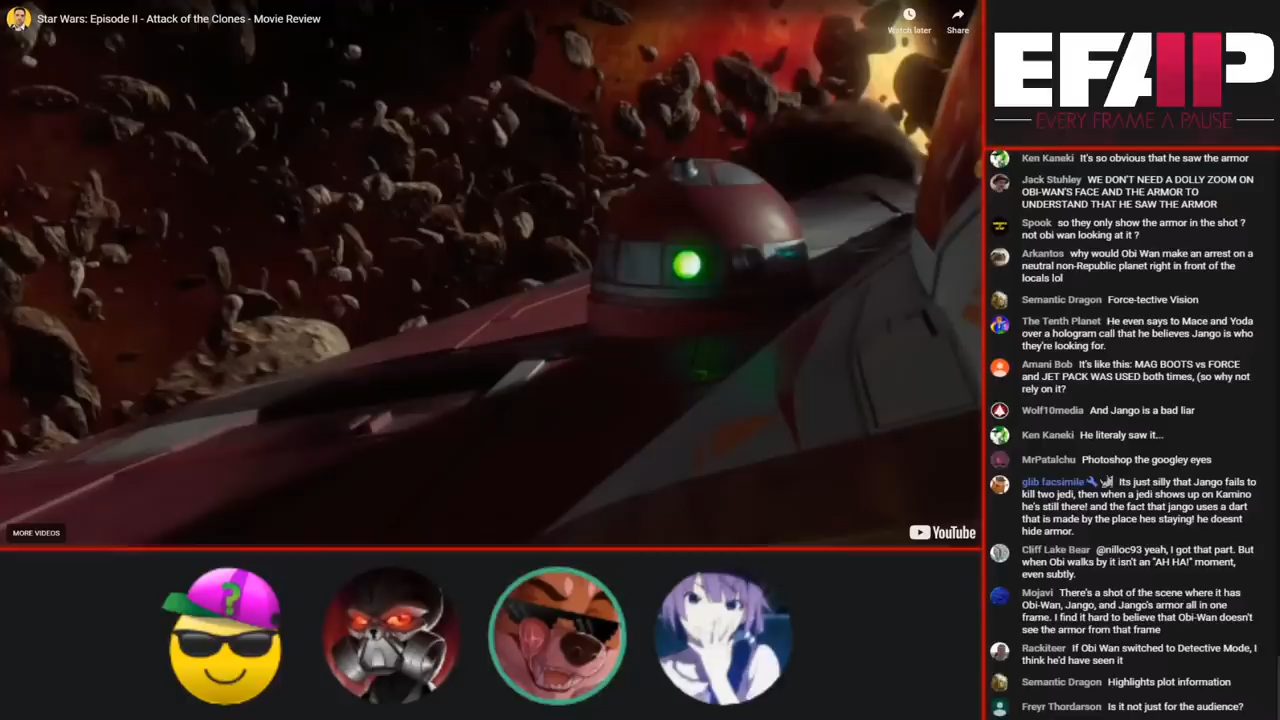 Star Wars: Episode II - Attack of the Clones - Movie Review
Watch later
Share
MORE VIDEOS
YouTube
?
EFAP
EVERY FRAME A PAUSE
Ken Kaneki It's so obvious that he saw the armor
Jack Stuhley WE DON'T NEED A DOLLY ZOOM ON
OBI-WAN'S FACE AND THE ARMOR TO
UNDERSTAND THAT HE SAW THE ARMOR
Spook so they only show the armor in the shot ?
not obi wan looking at it ?
Arkantos why would Obi Wan make an arrest on a
neutral non-Republic planet right in front of the
locals lol
Semantic Dragon Force-tective Vision
The Tenth Planet He even says to Mace and Yoda
over a hologram call that he believes Jango is who
they're looking for.
Amani Bob It's like this: MAG BOOTS vs FORCE
and JET PACK WAS USED both times, (so why not
rely on it?
Wolf10media And Jango is a bad liar
Ken Kaneki He literaly saw it...
MrPatalchu Photoshop the googley eyes
glib facsimile Its just silly that Jango fails to
kill two jedi, then when a jedi shows up on Kamino
he's still there! and the fact that jango uses a dart
that is made by the place hes staying! he doesnt
hide armor.
Cliff Lake Bear @nilloc93 yeah, I got that part. But
when Obi walks by it isn't an "AH HA!" moment,
even subtly.
Mojavi There's a shot of the scene where it has
Obi-Wan, Jango, and Jango's armor all in one
frame. I find it hard to believe that Obi-Wan doesn't
see the armor from that frame
Rackiteer If Obi Wan switched to Detective Mode, I
think he'd have seen it
Semantic Dragon Highlights plot information
Freyr Thordarson Is it not just for the audience?